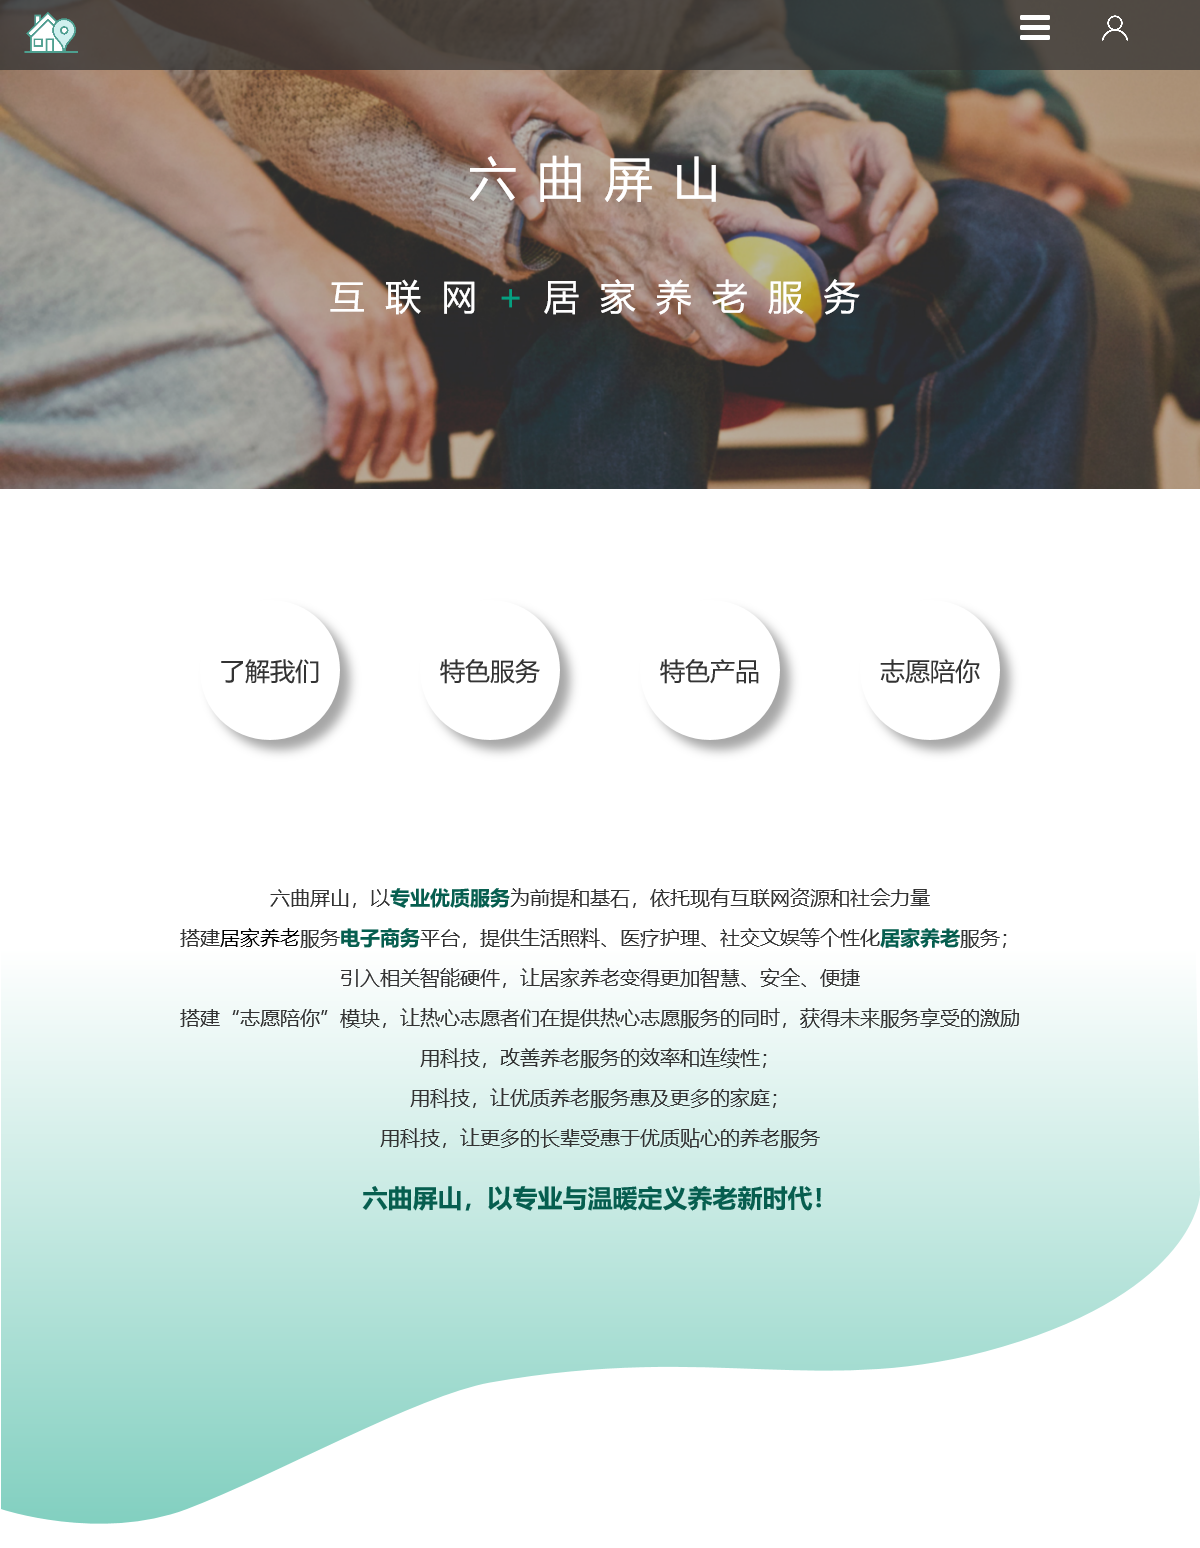 六曲屏山
互联网+居家养老服务
了解我们
特色服务
特色产品
志愿陪你
六曲屏山，以专业优质服务为前提和基石，依托现有互联网资源和社会力量
搭建居家养老服务电子商务平台，提供生活照料、医疗护理、社交文娱等个性化居家养老服务；
引入相关智能硬件，让居家养老变得更加智慧、安全、便捷
搭建“志愿陪你”模块，让热心志愿者们在提供热心志愿服务的同时，获得未来服务享受的激励
用科技，改善养老服务的效率和连续性；
用科技，让优质养老服务惠及更多的家庭；
用科技，让更多的长辈受惠于优质贴心的养老服务
六曲屏山，以专业与温暖定义养老新时代！